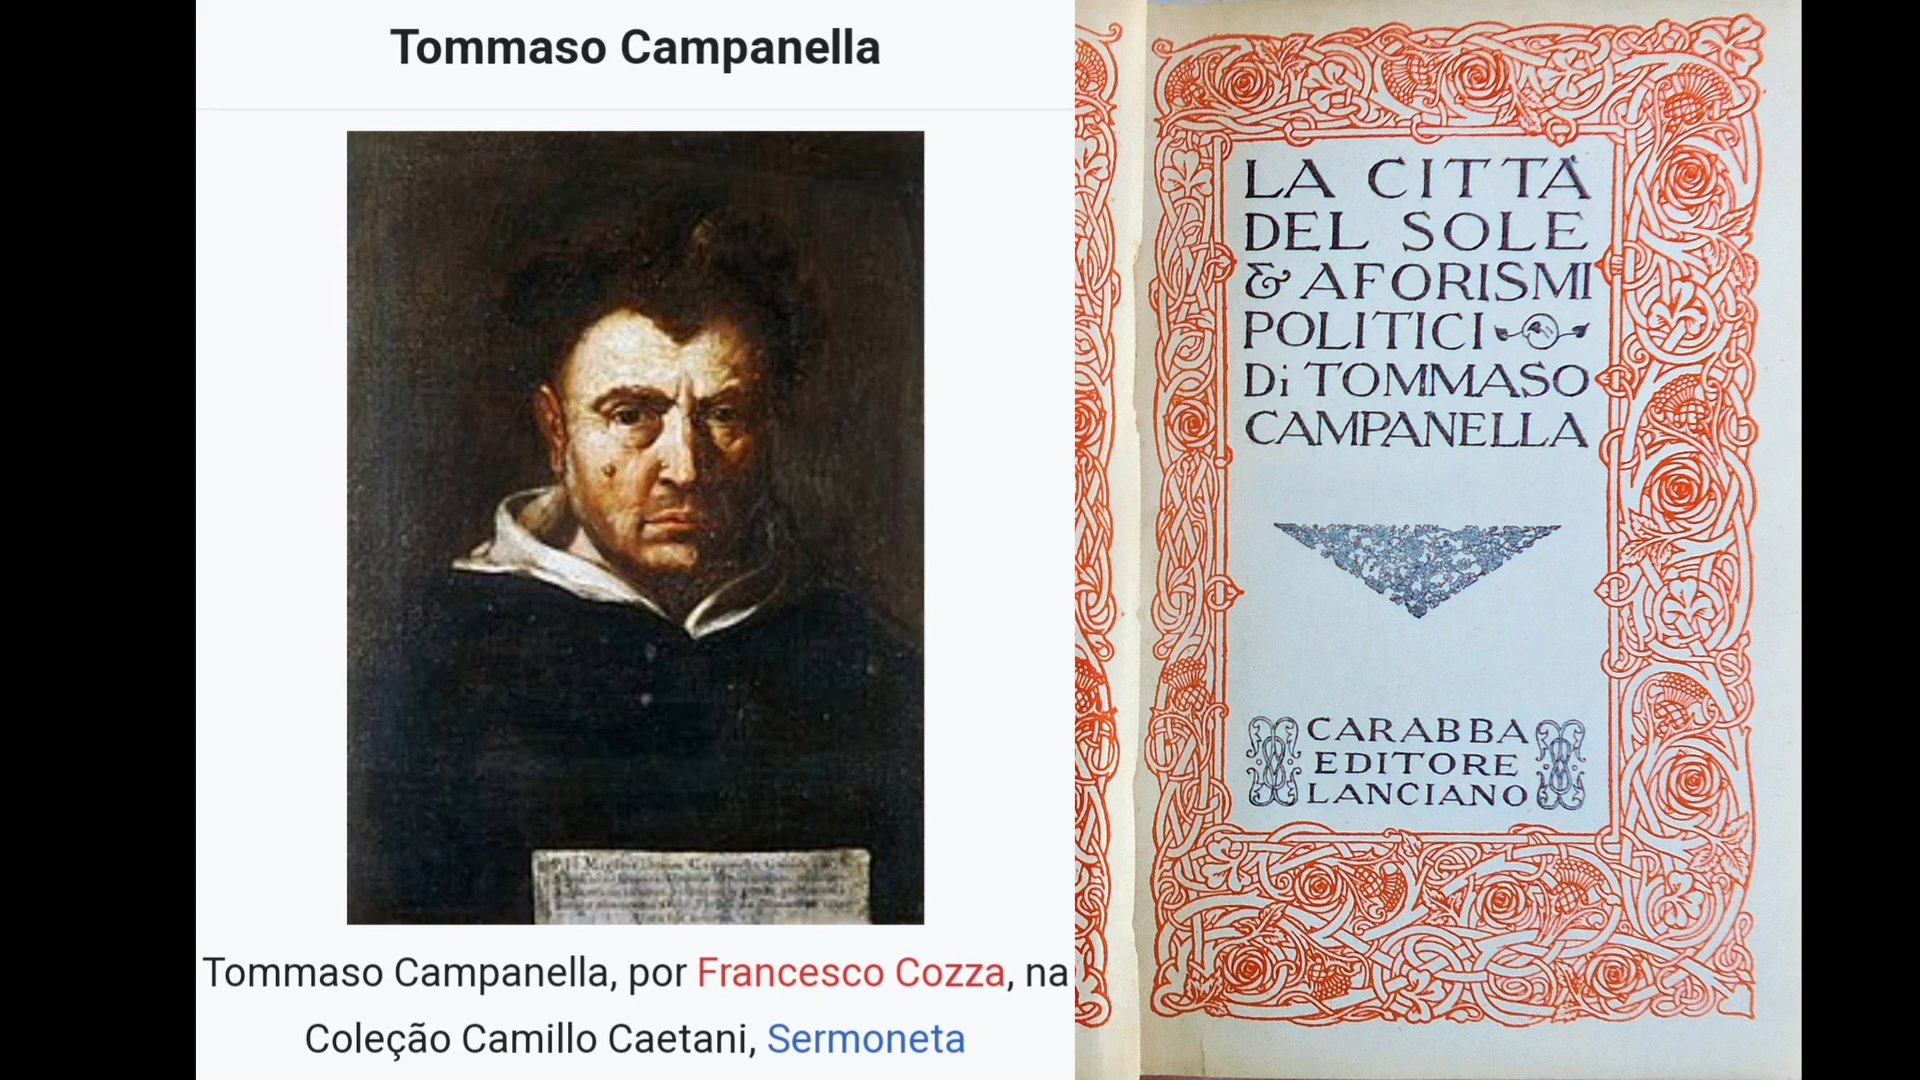 Tommaso Campanella
Tommaso Campanella, por Francesco Cozza, na
Coleção Camillo Caetani, Sermoneta
LA CITTÀ
DEL SOLE
& AFORISMI
POLITICI
Di TOMMASO
CAMPANELLA
CARABBA
EDITORE
LANCIANO